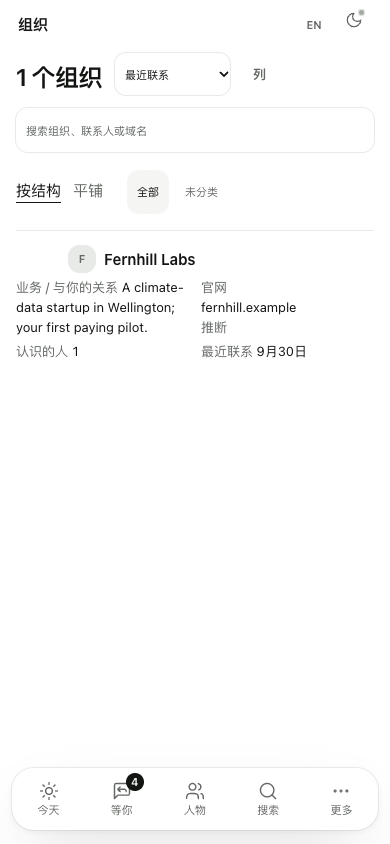 组织
EN
1个组织
最近联系
列
搜索组织、联系人或域名
按结构
平铺
全部
未分类
F
Fernhill Labs
业务 / 与你的关系 A climate-
data startup in Wellington;
your first paying pilot.
官网
fernhill.example
推断
认识的人 1
最近联系 9月30日
4
今天
等你
人物
搜索
更多